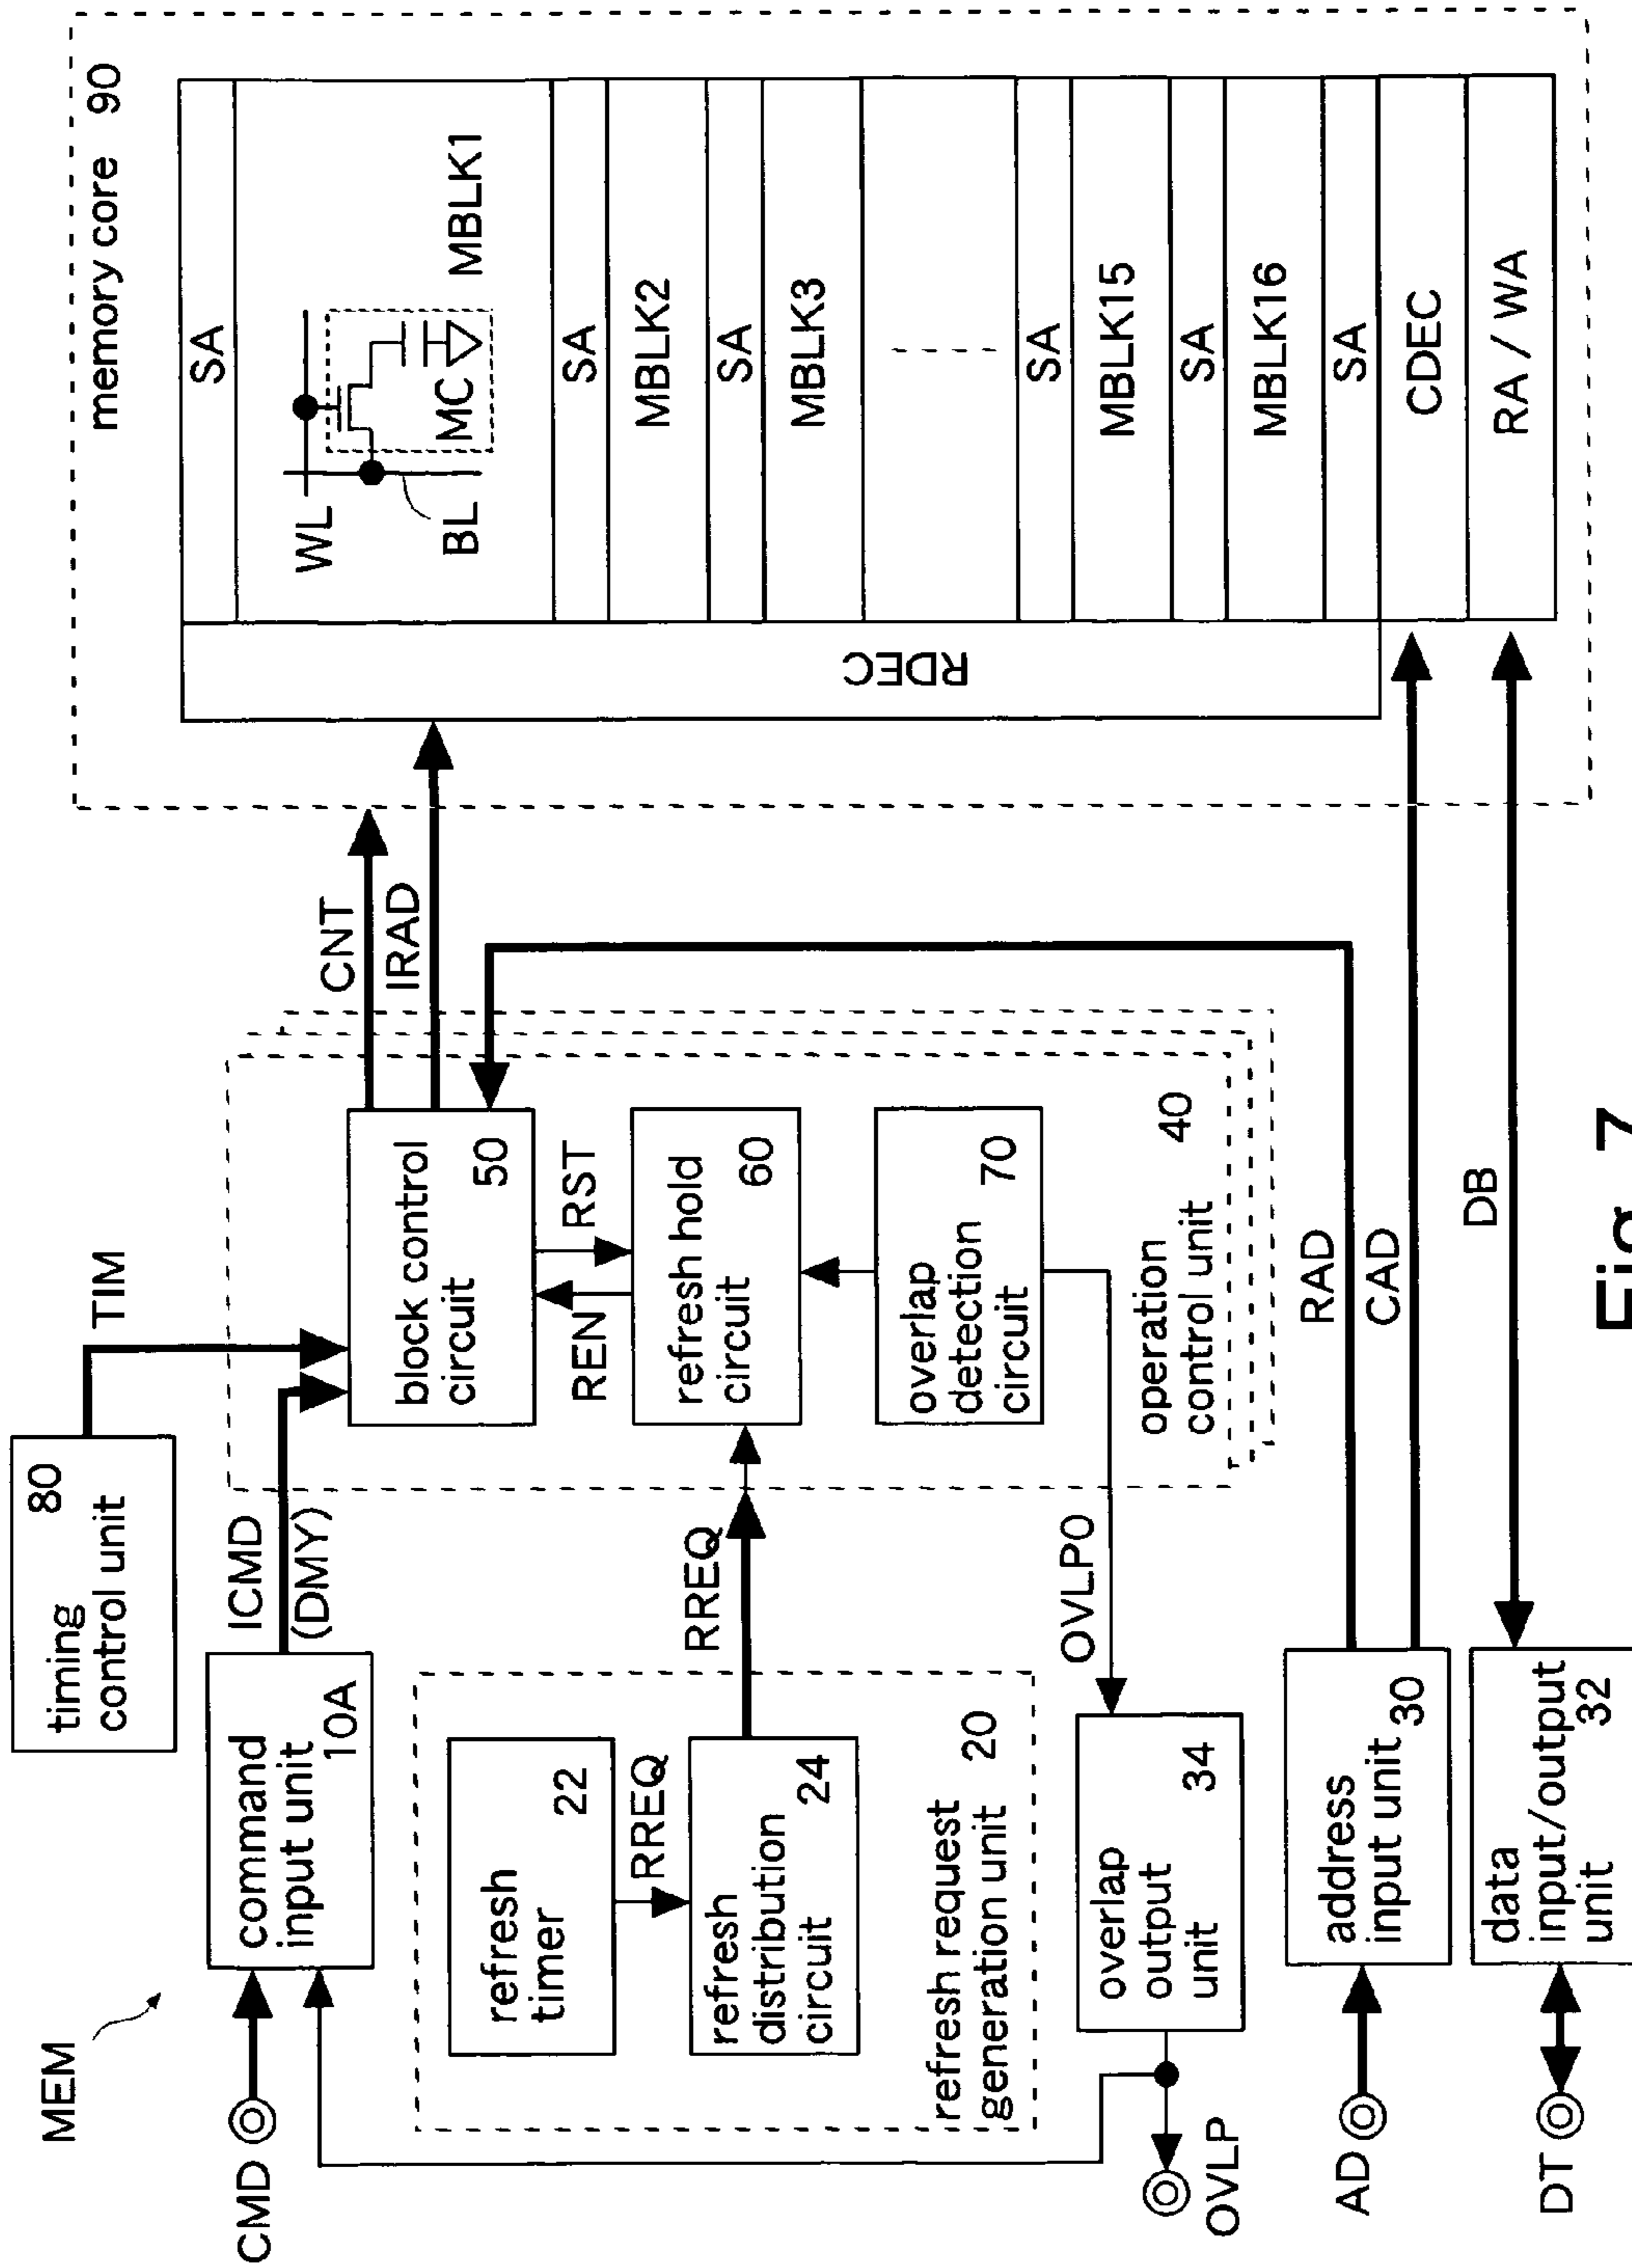 MEM
CMD
command
input unit
10A
ICMD
(DMY)
timing
control unit
80
TIM
refresh
timer
22
RREQ
refresh
distribution
circuit
24
refresh request
generation unit
20
RREQ
block control
circuit
50
REN
RST
refresh hold
circuit
60
overlap
detection
circuit
70
operation
control unit
40
OVLP0
overlap
output
unit
34
OVLP
CNT
IRAD
AD
address
input unit
30
RAD
CAD
DT
data
input/output
unit
32
DB
memory core 90
RDEC
SA
WL
BL
MC
MBLK1
SA
MBLK2
SA
MBLK3
SA
MBLK15
SA
MBLK16
SA
CDEC
RA / WA
Fig. 7